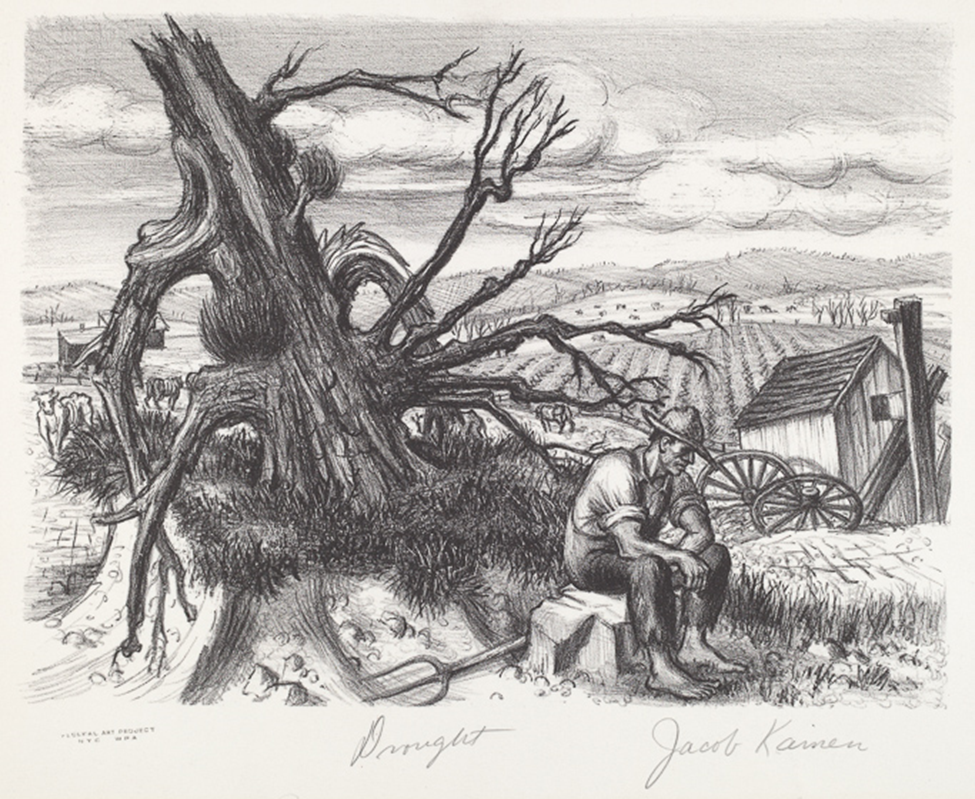 FEDERAL ART PROJECT
NYC WPA
Drought
Jacob Kainen